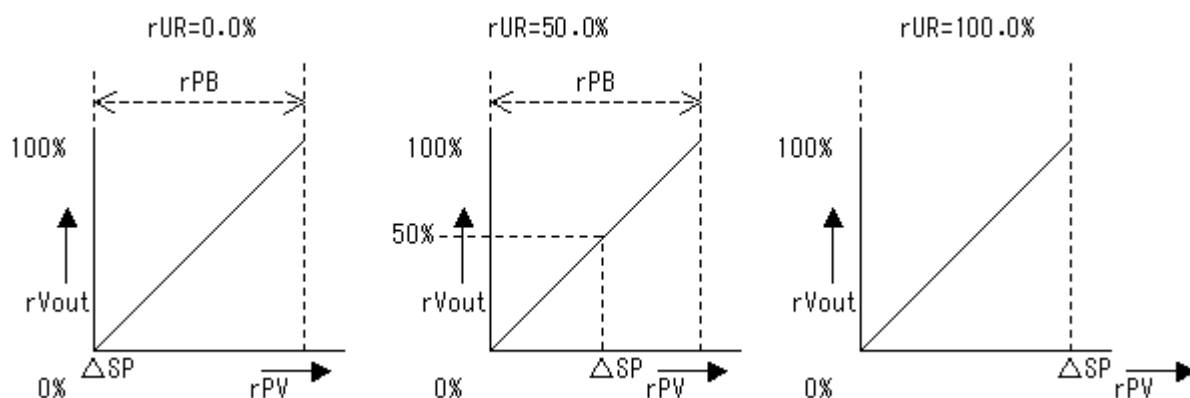 rUR=0.0%
rPB
100%
rVout
0%
△SP
rPV
rUR=50.0%
rPB
100%
50%
rVout
0%
△SP
rPV
rUR=100.0%
100%
rVout
0%
△SP
rPV